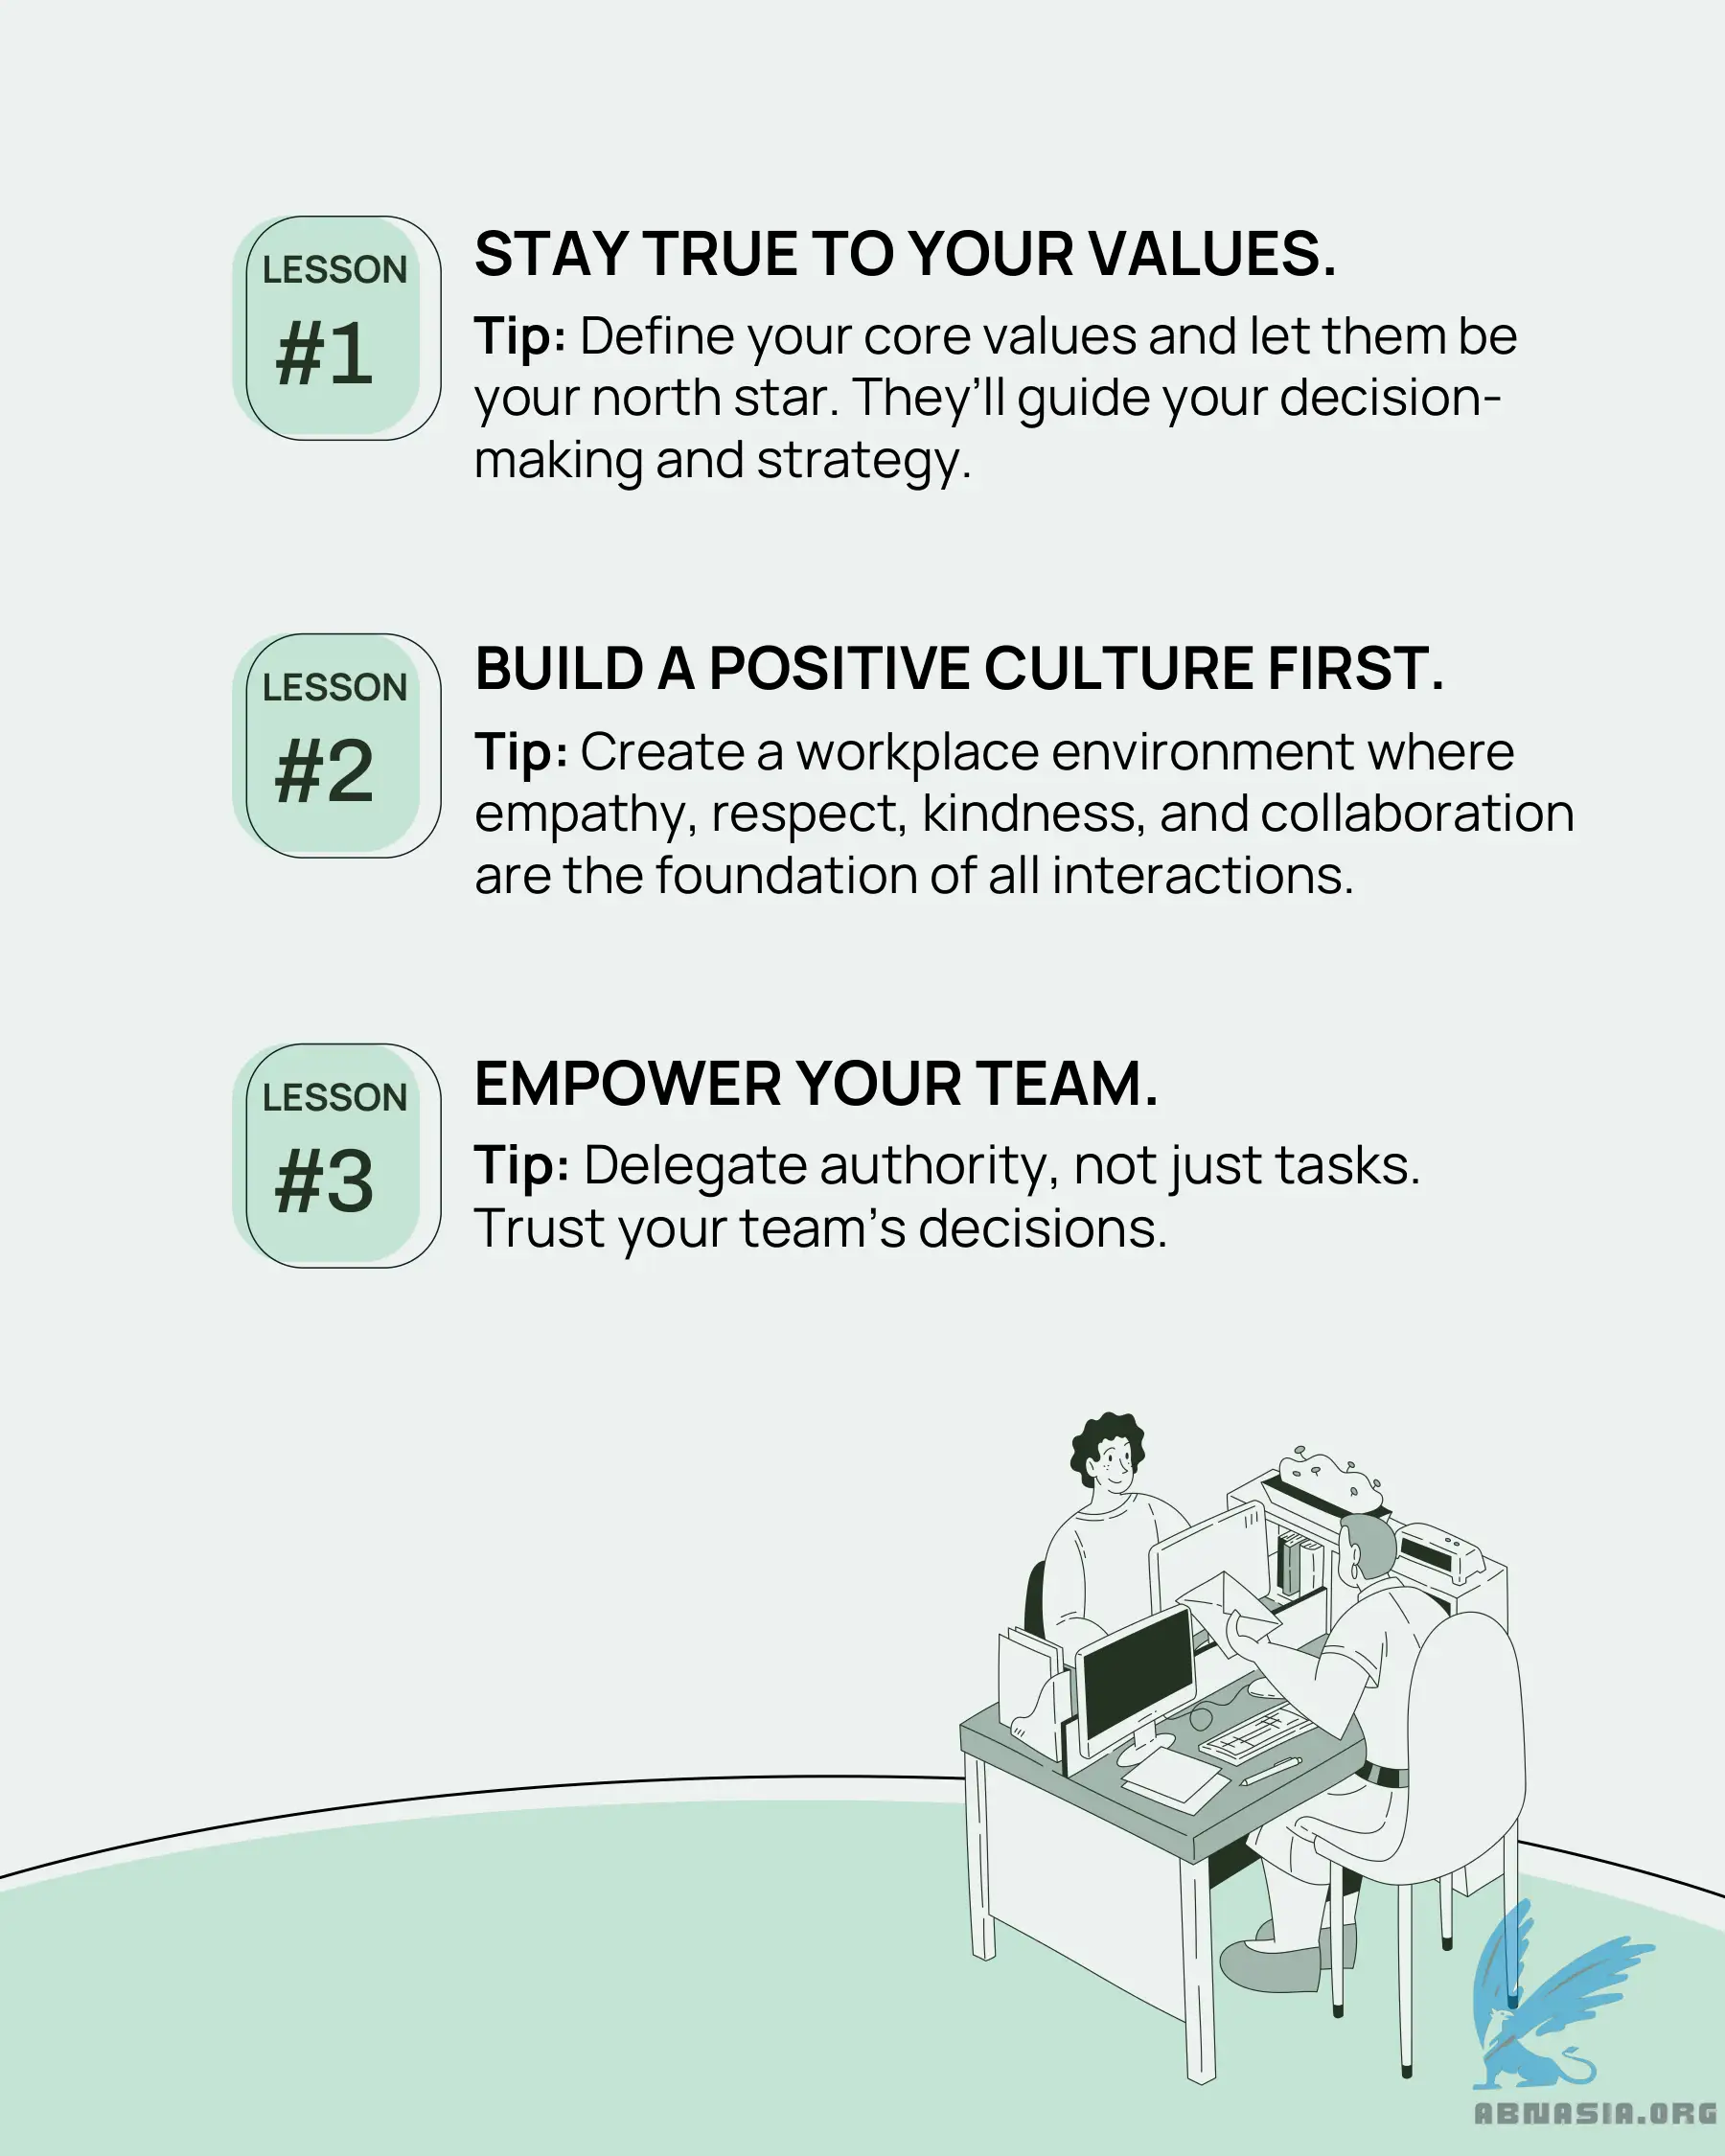 LESSON
#1
STAY TRUE TO YOUR VALUES.
Tip: Define your core values and let them be
your north star. They’ll guide your decision-
making and strategy.
LESSON
#2
BUILD A POSITIVE CULTURE FIRST.
Tip: Create a workplace environment where
empathy, respect, kindness, and collaboration
are the foundation of all interactions.
LESSON
#3
EMPOWER YOUR TEAM.
Tip: Delegate authority, not just tasks.
Trust your team’s decisions.
ABNASIA.ORG